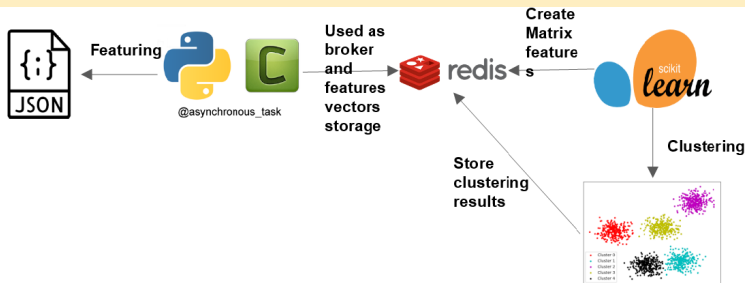 {;}
JSON
Featuring
@asynchronous_task
C
Used as
broker
and
features
vectors
storage
redis
Create
Matrix
feature
s
scikit
learn
Clustering
Store
clustering
results
Cluster 0
Cluster 1
Cluster 2
Cluster 3
Cluster 4